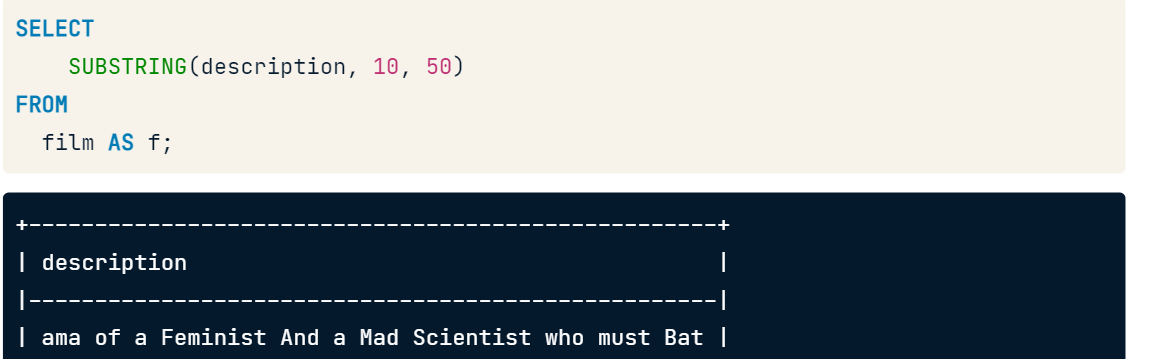 SELECT
    SUBSTRING(description, 10, 50)
FROM
  film AS f;
+----------------------------------------------------+
| description                                        |
|----------------------------------------------------|
| ama of a Feminist And a Mad Scientist who must Bat |